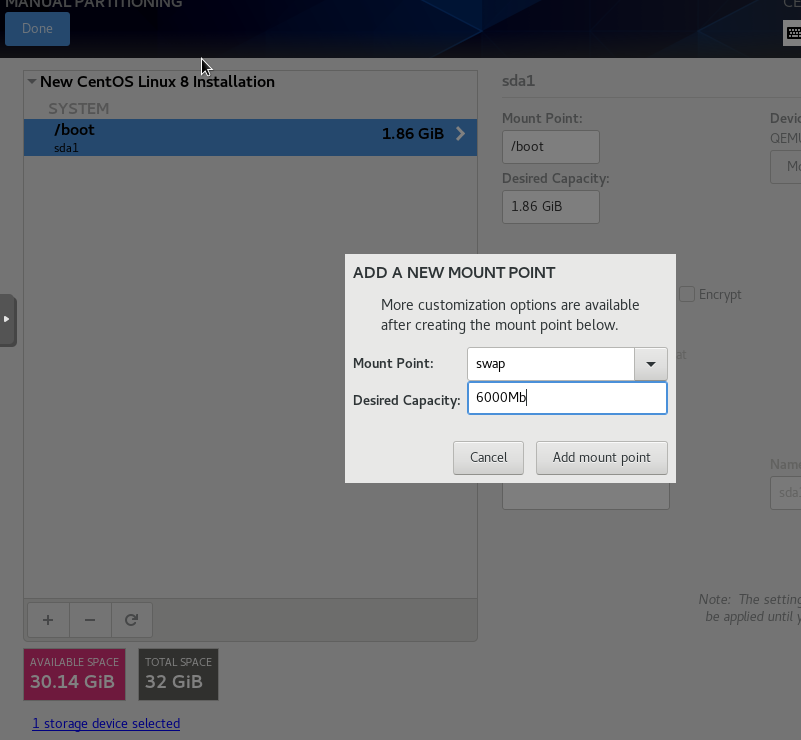 MANUAL PARTITIONING
CE
Done
New CentOS Linux 8 Installation
SYSTEM
/boot
1.86 GiB
sda1
sda1
Mount Point:
/boot
Desired Capacity:
1.86 GiB
Devic
QEMU
Mo
Encrypt
at
ADD A NEW MOUNT POINT
More customization options are available
after creating the mount point below.
Mount Point:
swap
Desired Capacity:
6000Mb
Cancel
Add mount point
Name
sda
Note: The setting
be applied until y
+ −
AVAILABLE SPACE
30.14 GiB
TOTAL SPACE
32 GiB
1 storage device selected